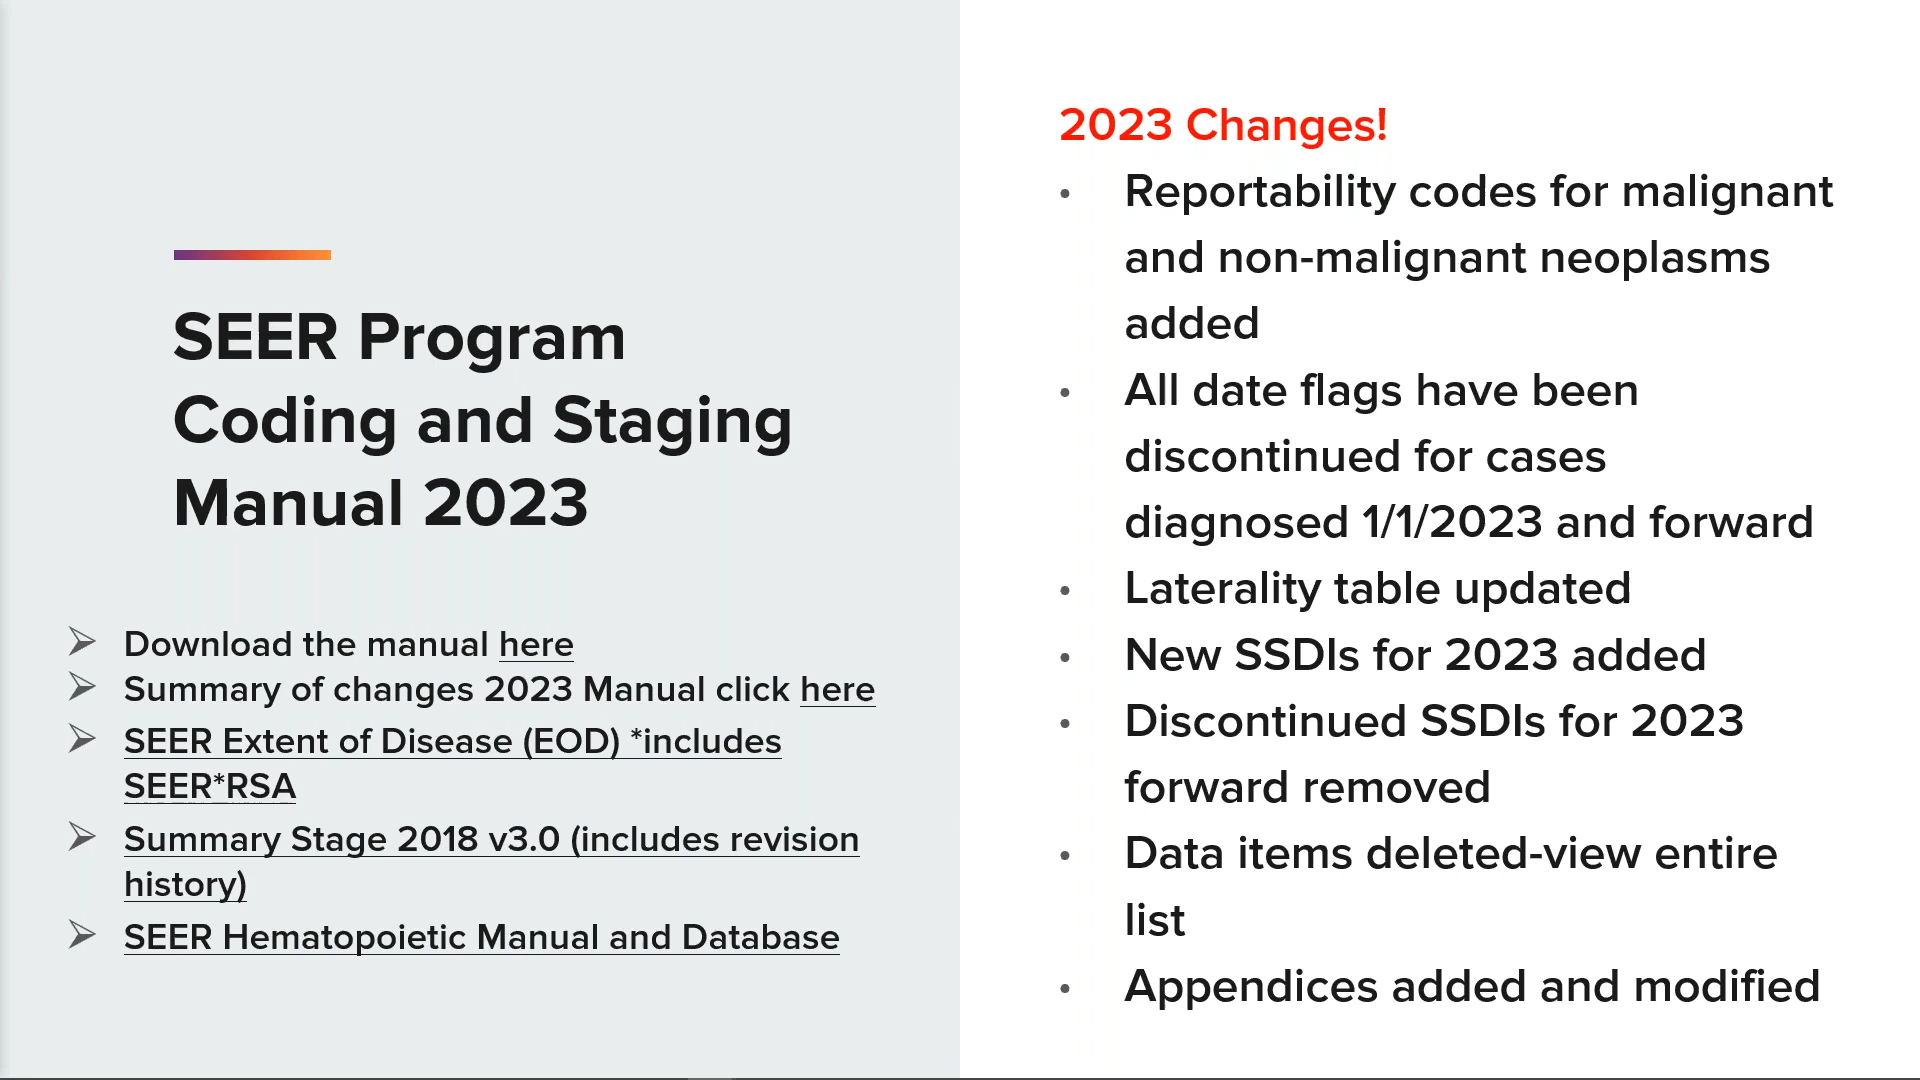 SEER Program
Coding and Staging
Manual 2023
➢ Download the manual here
➢ Summary of changes 2023 Manual click here
➢ SEER Extent of Disease (EOD) *includes
SEER*RSA
➢ Summary Stage 2018 v3.0 (includes revision
history)
➢ SEER Hematopoietic Manual and Database
2023 Changes!
• Reportability codes for malignant
and non-malignant neoplasms
added
• All date flags have been
discontinued for cases
diagnosed 1/1/2023 and forward
• Laterality table updated
• New SSDIs for 2023 added
• Discontinued SSDIs for 2023
forward removed
• Data items deleted-view entire
list
• Appendices added and modified